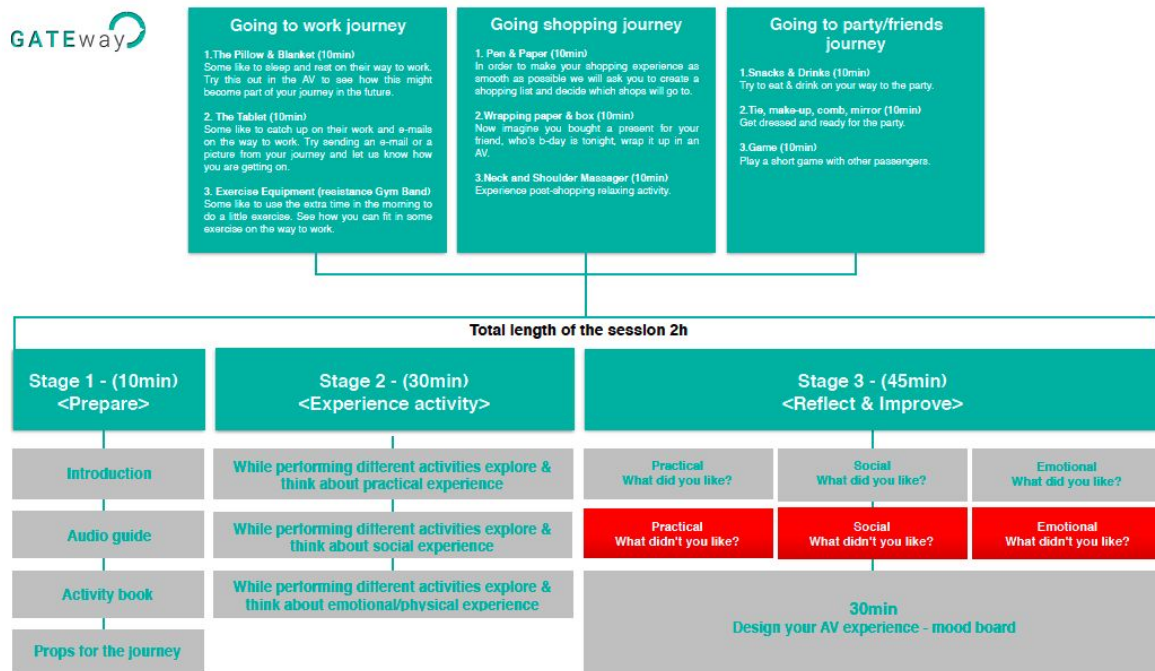 GATEway
Going to work journey
1.The Pillow & Blanket (10min)
Some like to sleep and rest on their way to work.
Try this out in the AV to see how this might
become part of your journey in the future.
2. The Tablet (10min)
Some like to catch up on their work and e-mails
on the way to work. Try sending an e-mail or a
picture from your journey and let us know how
you are getting on.
3. Exercise Equipment (resistance Gym Band)
Some like to use the extra time in the morning to
do a little exercise. See how you can fit in some
exercise on the way to work.
Going shopping journey
1. Pen & Paper (10min)
In order to make your shopping experience as
smooth as possible we will ask you to create a
shopping list and decide which shops will go to.
2.Wrapping paper & box (10min)
Now imagine you bought a present for your
friend, who's b-day is tonight, wrap it up in an
AV.
3.Neck and Shoulder Massager (10min)
Experience post-shopping relaxing activity.
Going to party/friends
journey
1.Snacks & Drinks (10min)
Try to eat & drink on your way to the party.
2.Tie, make-up, comb, mirror (10min)
Get dressed and ready for the party.
3.Game (10min)
Play a short game with other passengers.
Total length of the session 2h
Stage 1 - (10min)
<Prepare>
Introduction
Audio guide
Activity book
Props for the journey
Stage 2 - (30min)
<Experience activity>
While performing different activities explore &
think about practical experience
While performing different activities explore &
think about social experience
While performing different activities explore &
think about emotional/physical experience
Stage 3 - (45min)
<Reflect & Improve>
Practical
What did you like?
Social
What did you like?
Emotional
What did you like?
Practical
What didn't you like?
Social
What didn't you like?
Emotional
What didn't you like?
30min
Design your AV experience - mood board